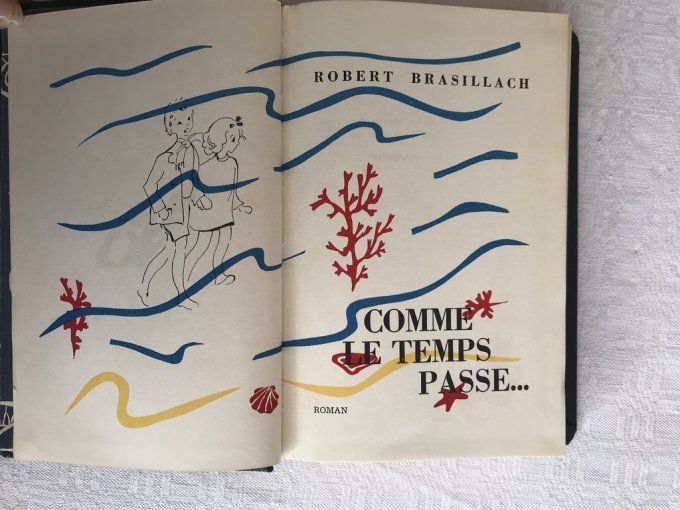 ROBERT BRASILLACH
COMME
LE TEMPS
PASSE...
ROMAN